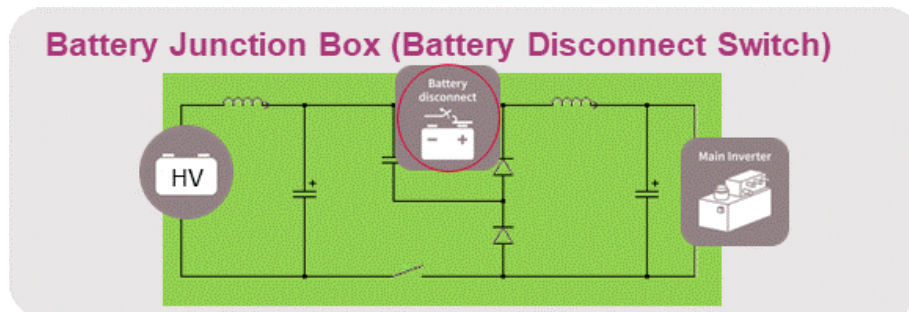 Battery Junction Box (Battery Disconnect Switch)
Battery
disconnect
- +
HV
+
+
Main Inverter